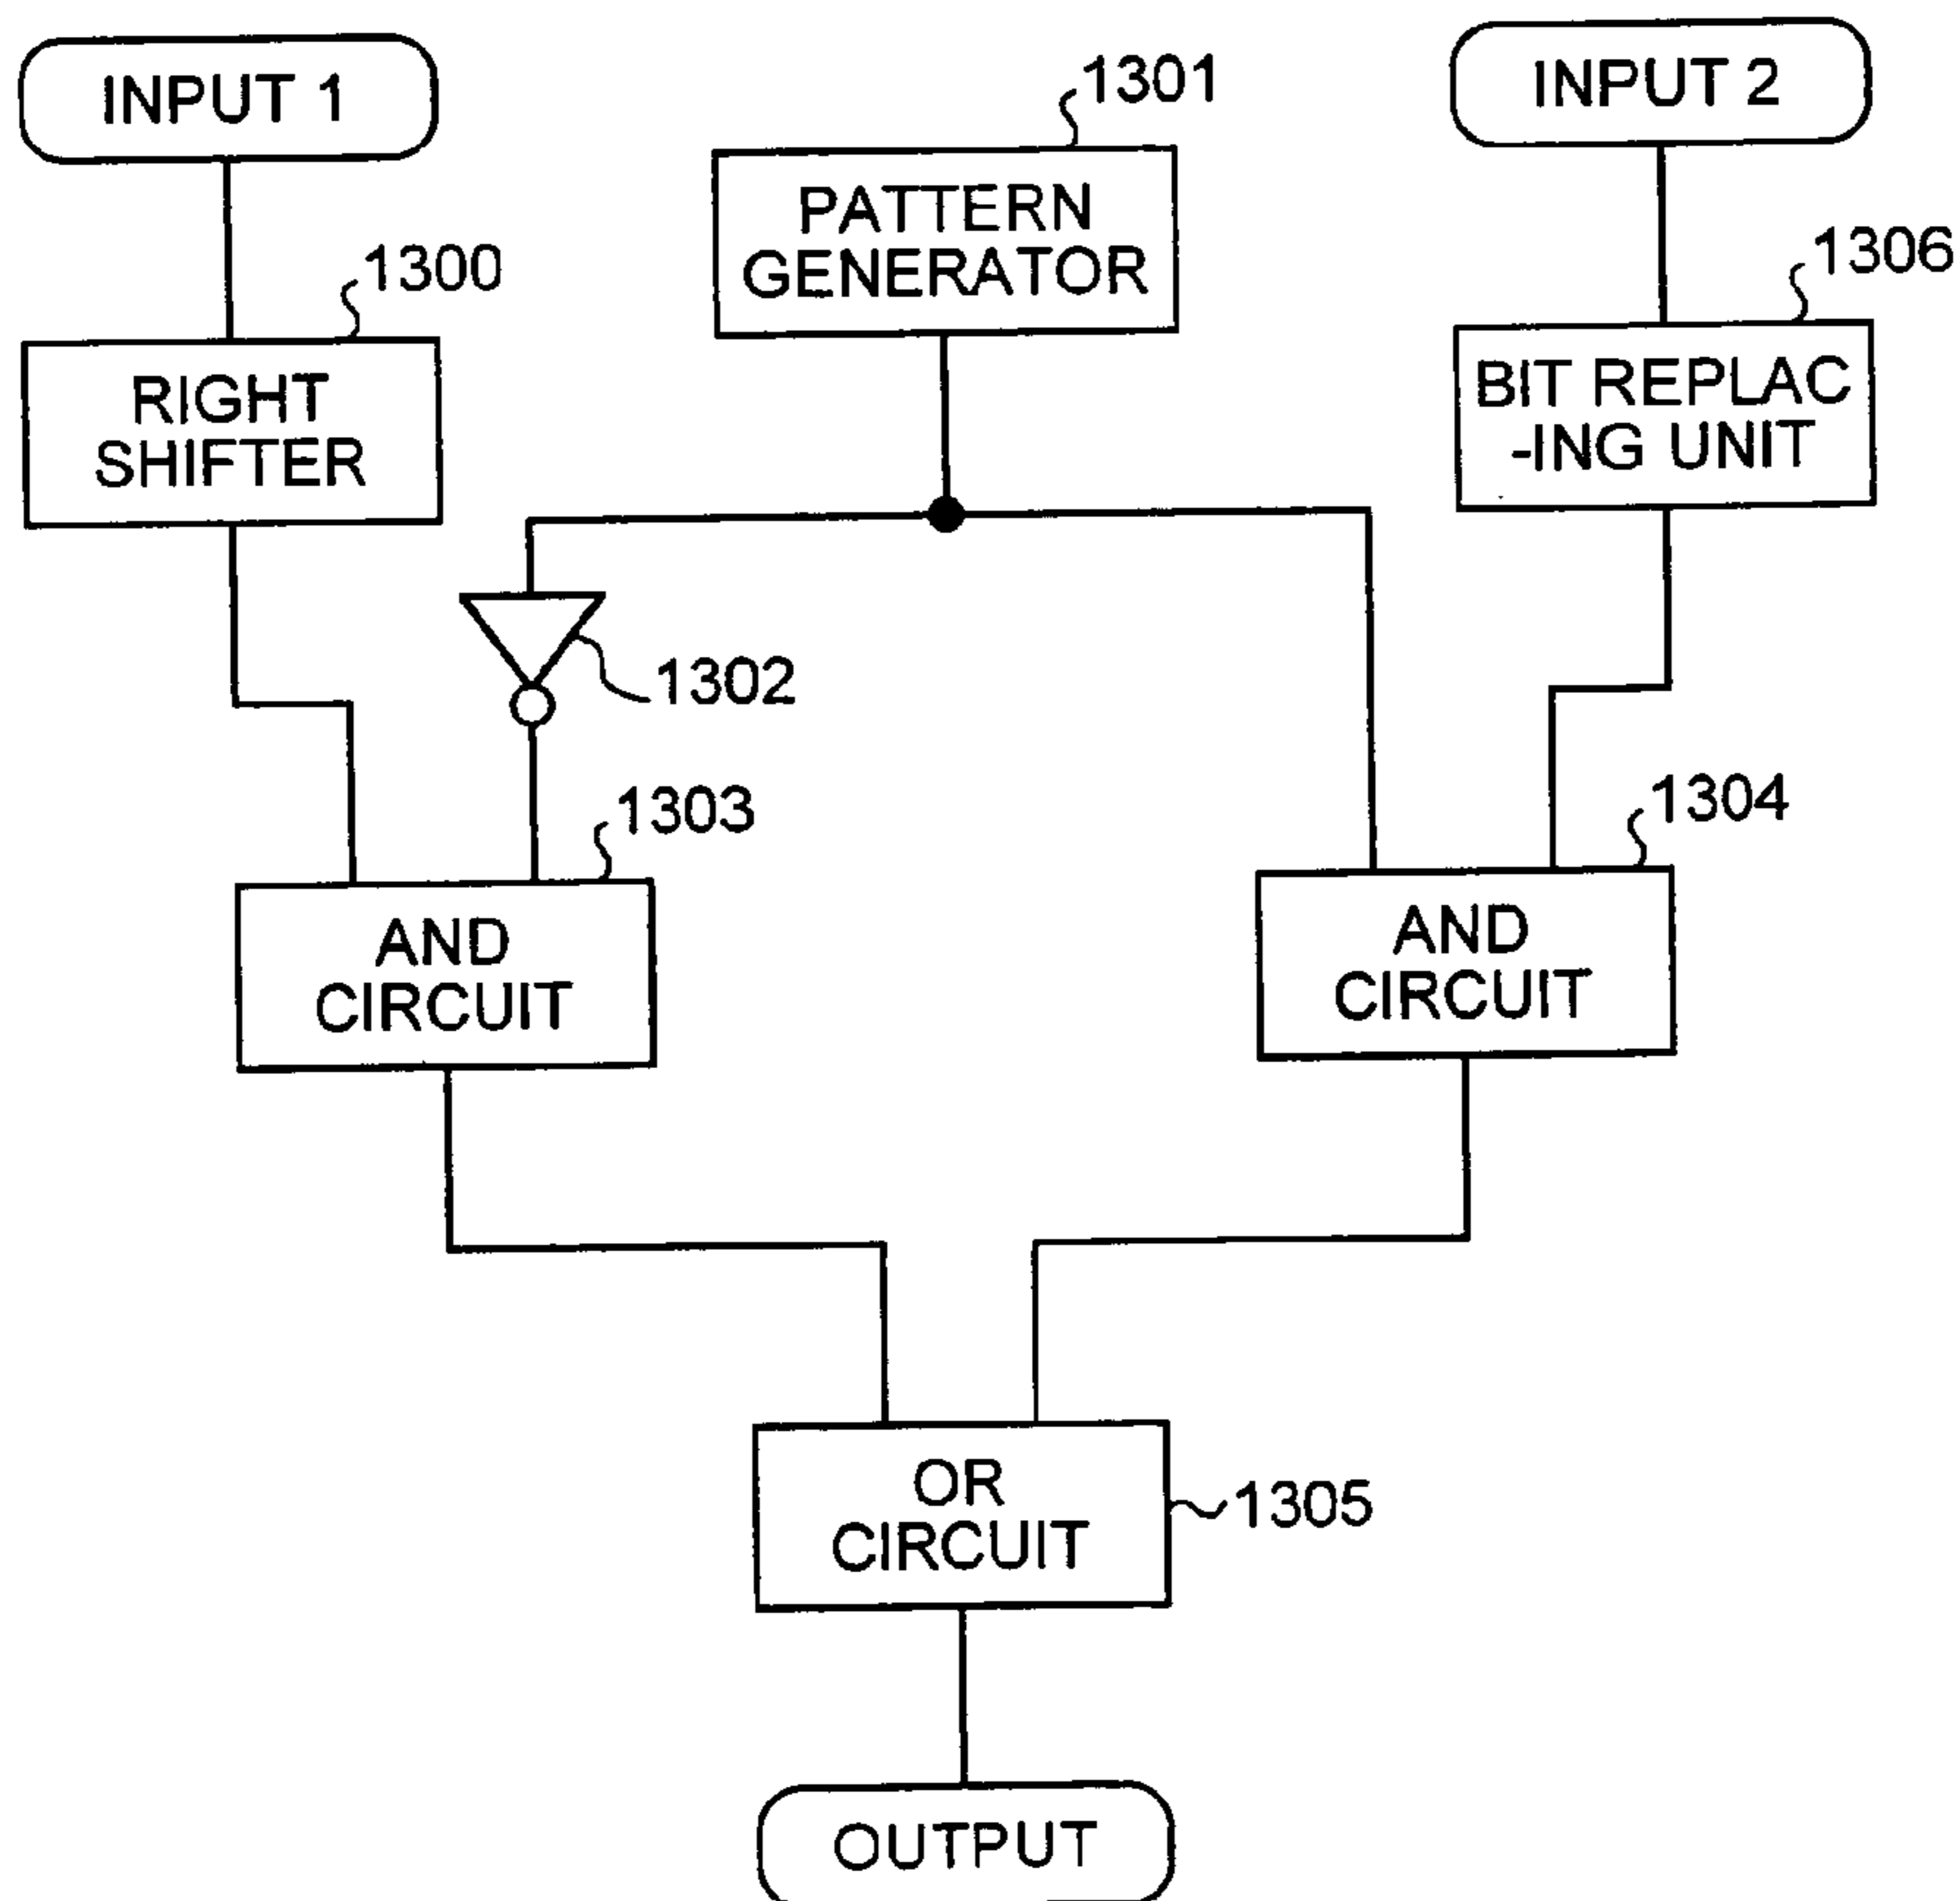 INPUT 1
1301
INPUT 2
PATTERN
GENERATOR
1300
1306
RIGHT
SHIFTER
BIT REPLAC
-ING UNIT
1302
1303
1304
AND
CIRCUIT
AND
CIRCUIT
OR
CIRCUIT
1305
OUTPUT